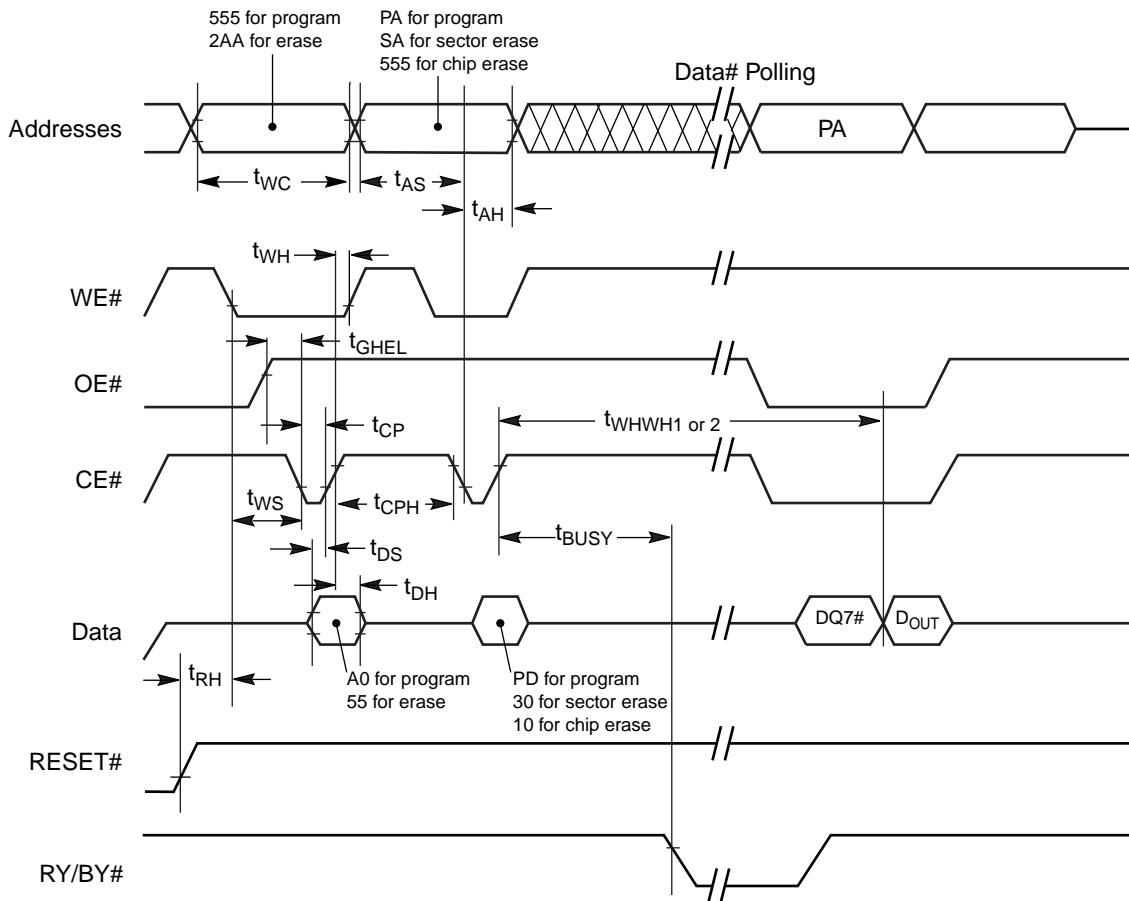 555 for program
2AA for erase
PA for program
SA for sector erase
555 for chip erase
Data# Polling
Addresses
PA
tWC
tAS
tAH
tWH
WE#
tGHEL
OE#
tWHWH1 or 2
tCP
CE#
tWS
tCPH
tBUSY
tDS
tDH
Data
DQ7#
DOUT
tRH
A0 for program
55 for erase
PD for program
30 for sector erase
10 for chip erase
RESET#
RY/BY#